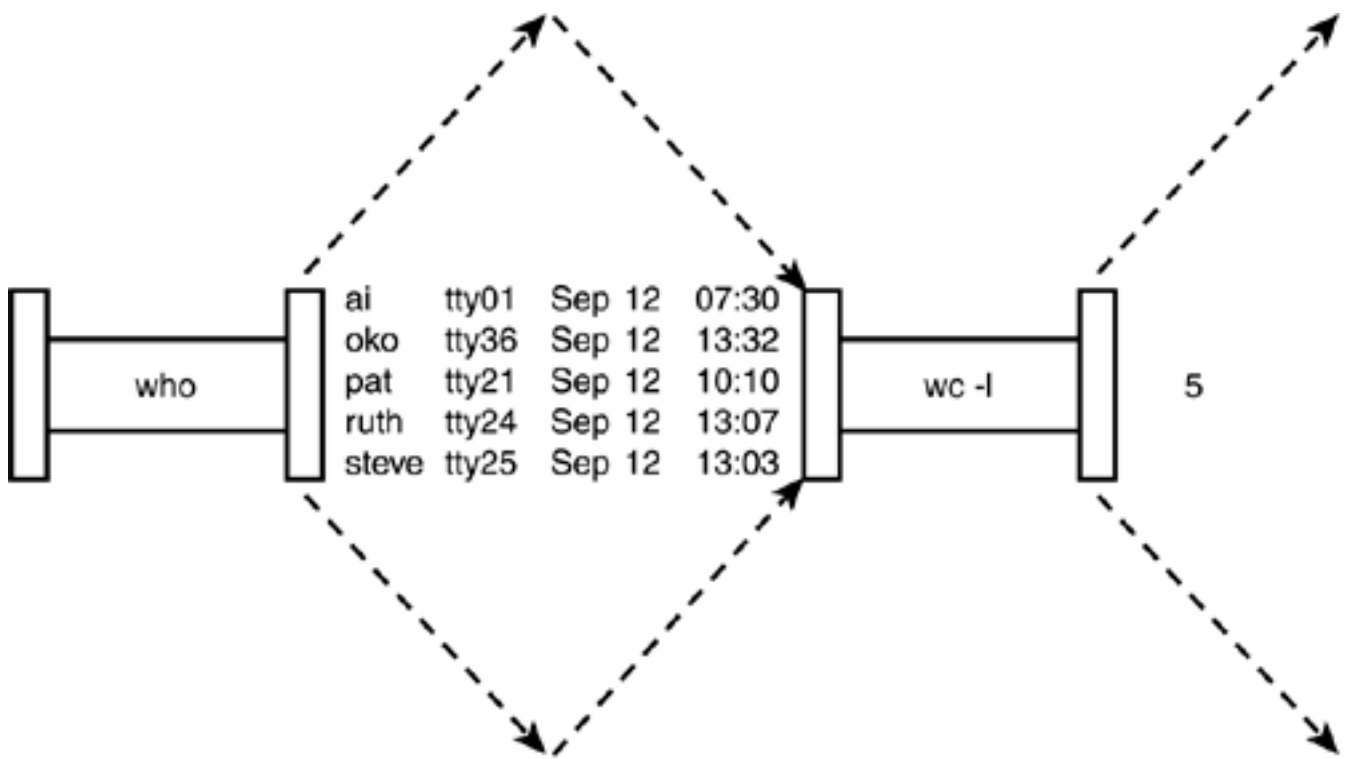 who
ai tty01 Sep 12 07:30
oko tty36 Sep 12 13:32
pat tty21 Sep 12 10:10
ruth tty24 Sep 12 13:07
steve tty25 Sep 12 13:03
wc -l
5